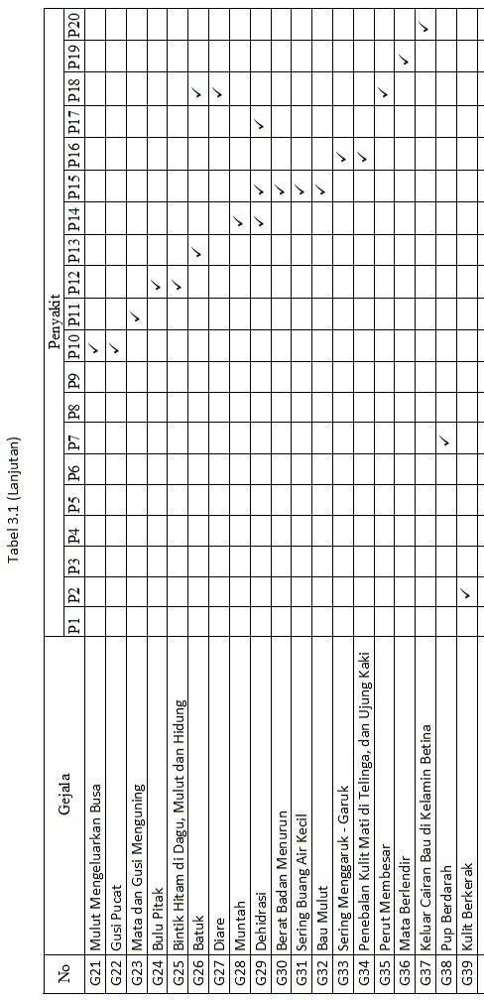 Tabel 3.1 (Lanjutan)
No Gejala Penyakit
P1 P2 P3 P4 P5 P6 P7 P8 P9 P10 P11 P12 P13 P14 P15 P16 P17 P18 P19 P20
G21 Mulut Mengeluarkan Busa ✓
G22 Gusi Pucat ✓
G23 Mata dan Gusi Menguning ✓
G24 Bulu Pitak ✓
G25 Bintik Hitam di Dagu, Mulut dan Hidung ✓
G26 Batuk ✓ ✓
G27 Diare ✓
G28 Muntah ✓
G29 Dehidrasi ✓ ✓ ✓
G30 Berat Badan Menurun ✓
G31 Sering Buang Air Kecil ✓
G32 Bau Mulut ✓
G33 Sering Menggaruk - Garuk ✓
G34 Penebalan Kulit Mati di Telinga, dan Ujung Kaki ✓
G35 Perut Membesar ✓
G36 Mata Berlendir ✓
G37 Keluar Cairan Bau di Kelamin Betina ✓
G38 Pup Berdarah ✓
G39 Kulit Berkerak ✓